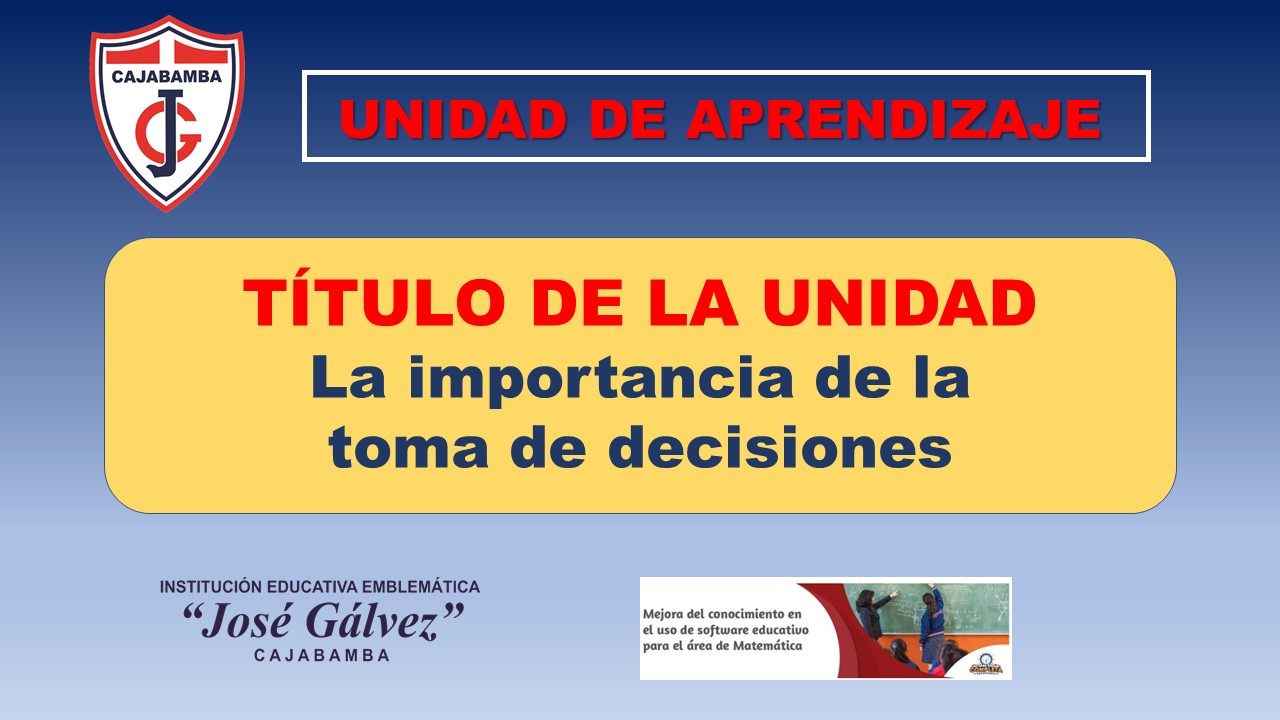 CAJABAMBA
JG
UNIDAD DE APRENDIZAJE
TÍTULO DE LA UNIDAD
La importancia de la
toma de decisiones
INSTITUCIÓN EDUCATIVA EMBLEMÁTICA
“José Gálvez”
CAJABAMBA
Mejora del conocimiento en
el uso de software educativo
para el área de Matemática
COMPLETA